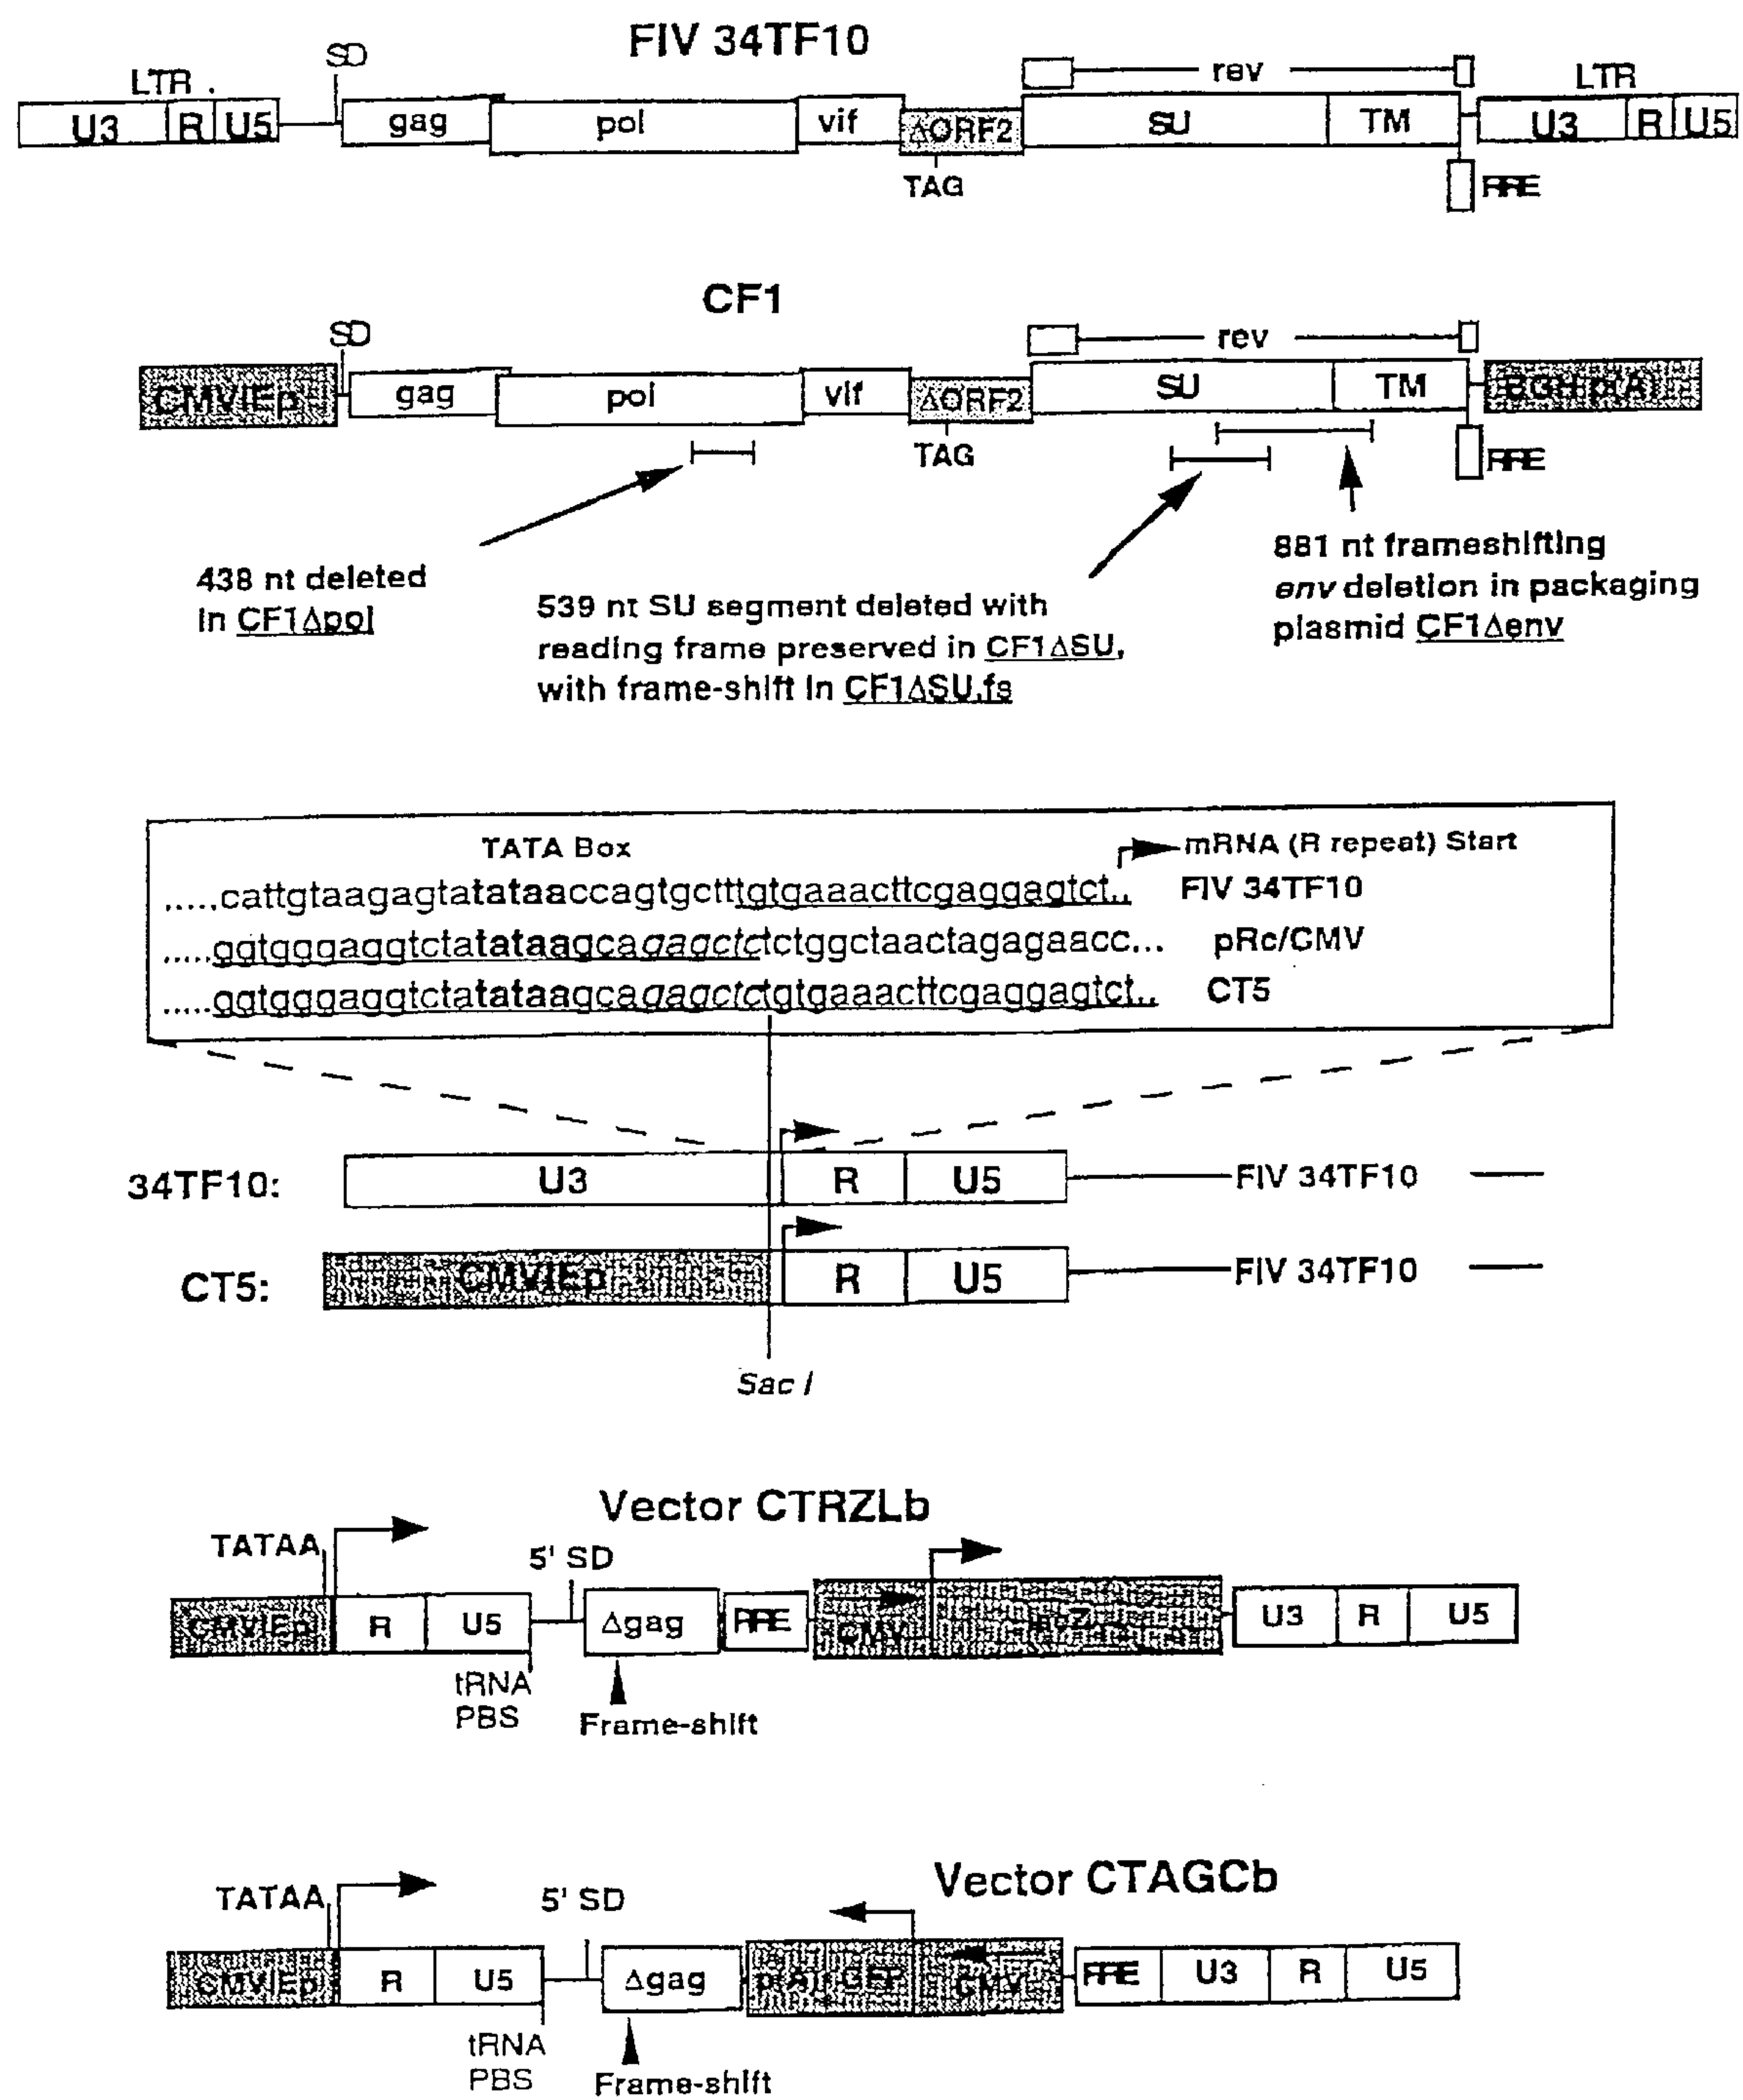 FIV 34TF10
LTR SD rev LTR
U3 R U5 gag pol vif ΔORF2 SU TM U3 R U5
TAG RRE
CF1
SD rev
CMVIEp gag pol vif ΔORF2 SU TM BGH p(A)
TAG RRE
438 nt deleted
in CF1Δpol
539 nt SU segment deleted with
reading frame preserved in CF1ΔSU,
with frame-shift in CF1ΔSU.fs
881 nt frameshifting
env deletion in packaging
plasmid CF1Δenv
TATA Box mRNA (R repeat) Start
.....cattgtaagagtatataaccagtgctttgtgaaacttcgaggagtct.. FIV 34TF10
.....ggtgggaggtctatataagcagagctctctggctaactagagaacc... pRc/CMV
.....ggtgggaggtctatataagcagagctctgtgaaacttcgaggagtct.. CT5
34TF10: U3 R U5 FIV 34TF10
CT5: CMVIEp R U5 FIV 34TF10
Sac I
Vector CTRZLb
TATAA 5' SD
CMVIEp R U5 Δgag RRE CMV U3 R U5
tRNA
PBS
Frame-shift
Vector CTAGCb
TATAA 5' SD
CMVIEp R U5 Δgag p(A) GFP CMV RRE U3 R U5
tRNA
PBS
Frame-shift